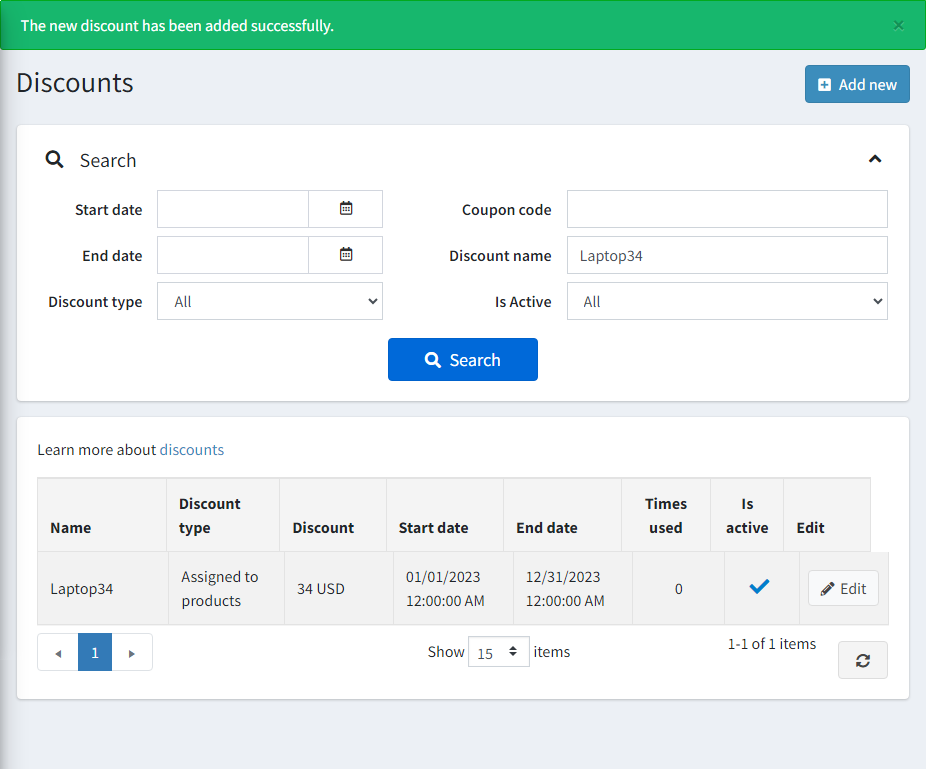 The new discount has been added successfully.
×
Discounts
Add new
Search
Start date
Coupon code
End date
Discount name
Laptop34
Discount type
All
Is Active
All
Search
Learn more about discounts
Name
Discount type
Discount
Start date
End date
Times used
Is active
Edit
Laptop34
Assigned to products
34 USD
01/01/2023 12:00:00 AM
12/31/2023 12:00:00 AM
0
Edit
1
Show 15 items
1-1 of 1 items